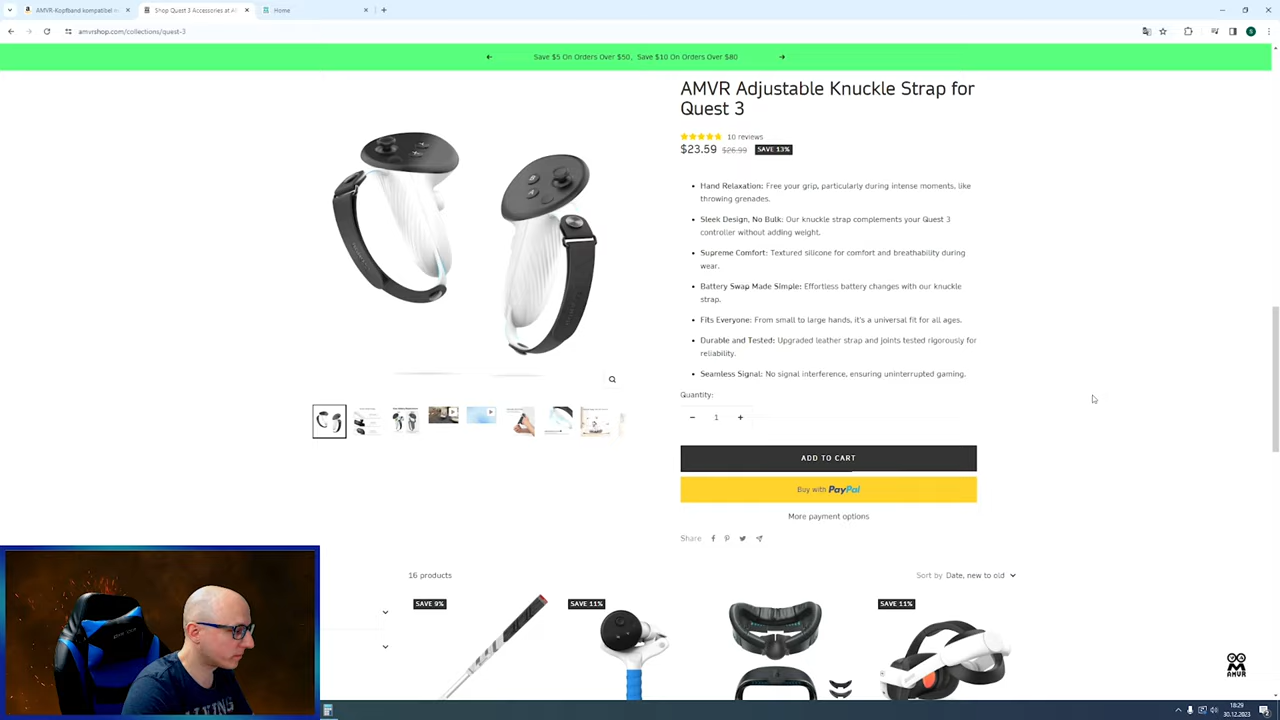 AMVR-Kopfband kompatibel m
Shop Quest 3 Accessories at A
Home
amvrshop.com/collections/quest-3
Save $5 On Orders Over $50, Save $10 On Orders Over $80
AMVR Adjustable Knuckle Strap for
Quest 3
10 reviews
$23.59 $26.99 SAVE 13%
Hand Relaxation: Free your grip, particularly during intense moments, like
throwing grenades.
Sleek Design, No Bulk: Our knuckle strap complements your Quest 3
controller without adding weight.
Supreme Comfort: Textured silicone for comfort and breathability during
wear.
Battery Swap Made Simple: Effortless battery changes with our knuckle
strap.
Fits Everyone: From small to large hands, it's a universal fit for all ages.
Durable and Tested: Upgraded leather strap and joints tested rigorously for
reliability.
Seamless Signal: No signal interference, ensuring uninterrupted gaming.
Quantity:
- 1 +
ADD TO CART
Buy with PayPal
More payment options
Share
16 products
Sort by Date, new to old
SAVE 9%
SAVE 11%
SAVE 11%
AMVR
18:29
30.12.2023